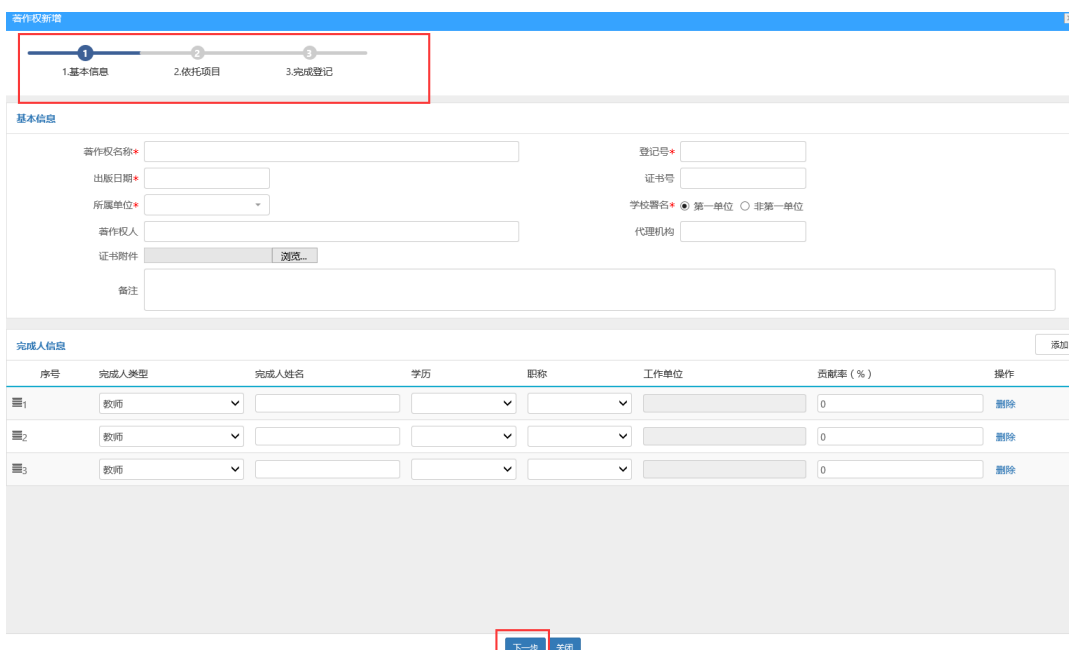 著作权新增
1 2 3
1.基本信息 2.依托项目 3.完成登记
基本信息
著作权名称* 登记号*
出版日期* 证书号
所属单位* 学校署名* 第一单位 非第一单位
著作权人 代理机构
证书附件 浏览...
备注
完成人信息 添加
序号 完成人类型 完成人姓名 学历 职称 工作单位 贡献率（%） 操作
1 教师 0 删除
2 教师 0 删除
3 教师 0 删除
下一步 关闭